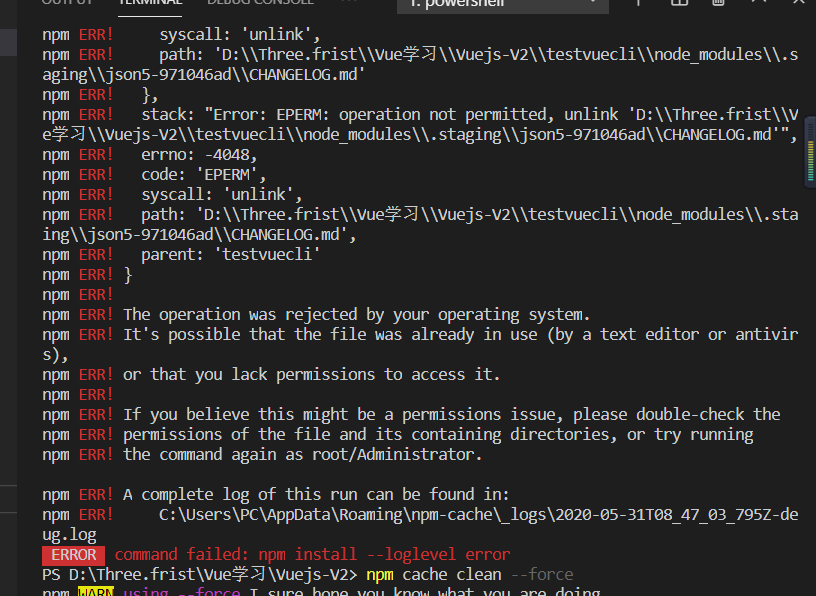 OUTPUT TERMINAL DEBUG CONSOLE ··· 1: powershell
npm ERR!     syscall: 'unlink',
npm ERR!     path: 'D:\\Three.frist\\Vue学习\\Vuejs-V2\\testvuecli\\node_modules\\.s
aging\\json5-971046ad\\CHANGELOG.md'
npm ERR!   },
npm ERR!   stack: "Error: EPERM: operation not permitted, unlink 'D:\\Three.frist\\V
e学习\\Vuejs-V2\\testvuecli\\node_modules\\.staging\\json5-971046ad\\CHANGELOG.md'",
npm ERR!   errno: -4048,
npm ERR!   code: 'EPERM',
npm ERR!   syscall: 'unlink',
npm ERR!   path: 'D:\\Three.frist\\Vue学习\\Vuejs-V2\\testvuecli\\node_modules\\.sta
ing\\json5-971046ad\\CHANGELOG.md',
npm ERR!   parent: 'testvuecli'
npm ERR! }
npm ERR!
npm ERR! The operation was rejected by your operating system.
npm ERR! It's possible that the file was already in use (by a text editor or antivir
s),
npm ERR! or that you lack permissions to access it.
npm ERR!
npm ERR! If you believe this might be a permissions issue, please double-check the
npm ERR! permissions of the file and its containing directories, or try running
npm ERR! the command again as root/Administrator.
npm ERR! A complete log of this run can be found in:
npm ERR!     C:\Users\PC\AppData\Roaming\npm-cache\_logs\2020-05-31T08_47_03_795Z-de
ug.log
ERROR command failed: npm install --loglevel error
PS D:\Three.frist\Vue学习\Vuejs-V2> npm cache clean --force
npm WARN using --force I sure hope you know what you are doing.